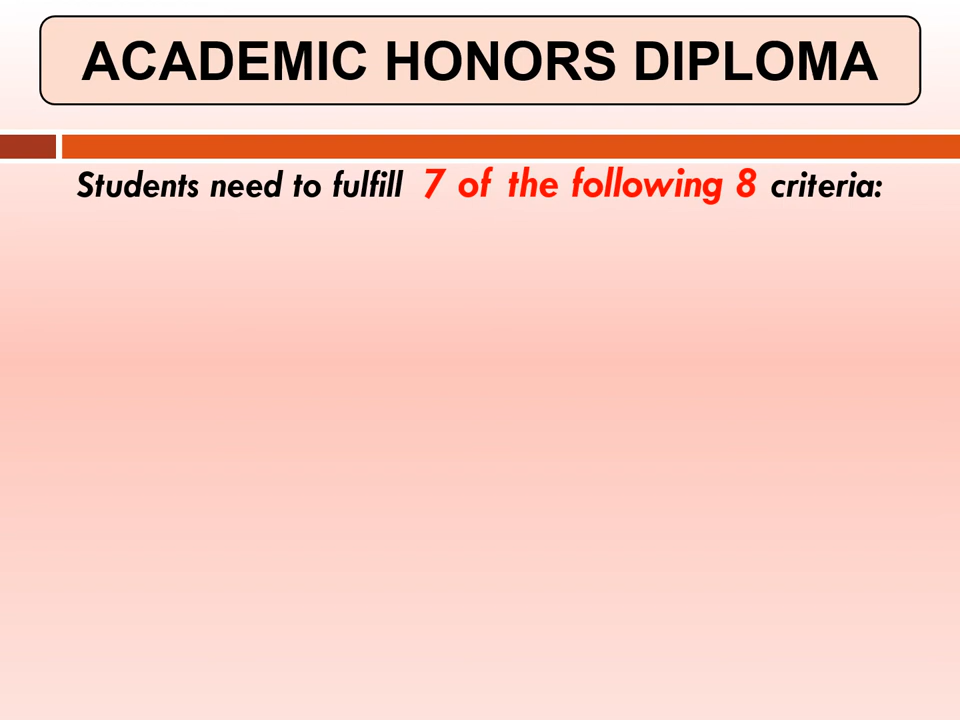 ACADEMIC HONORS DIPLOMA
Students need to fulfill 7 of the following 8 criteria: